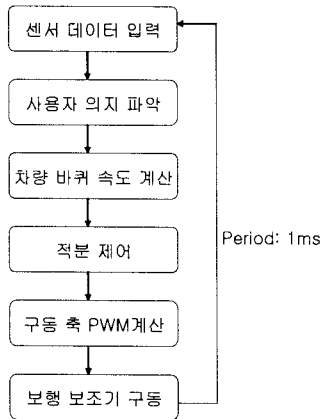 센서 데이터 입력
사용자 의지 파악
차량 바퀴 속도 계산
적분 제어
Period: 1ms
구동 축 PWM계산
보행 보조기 구동